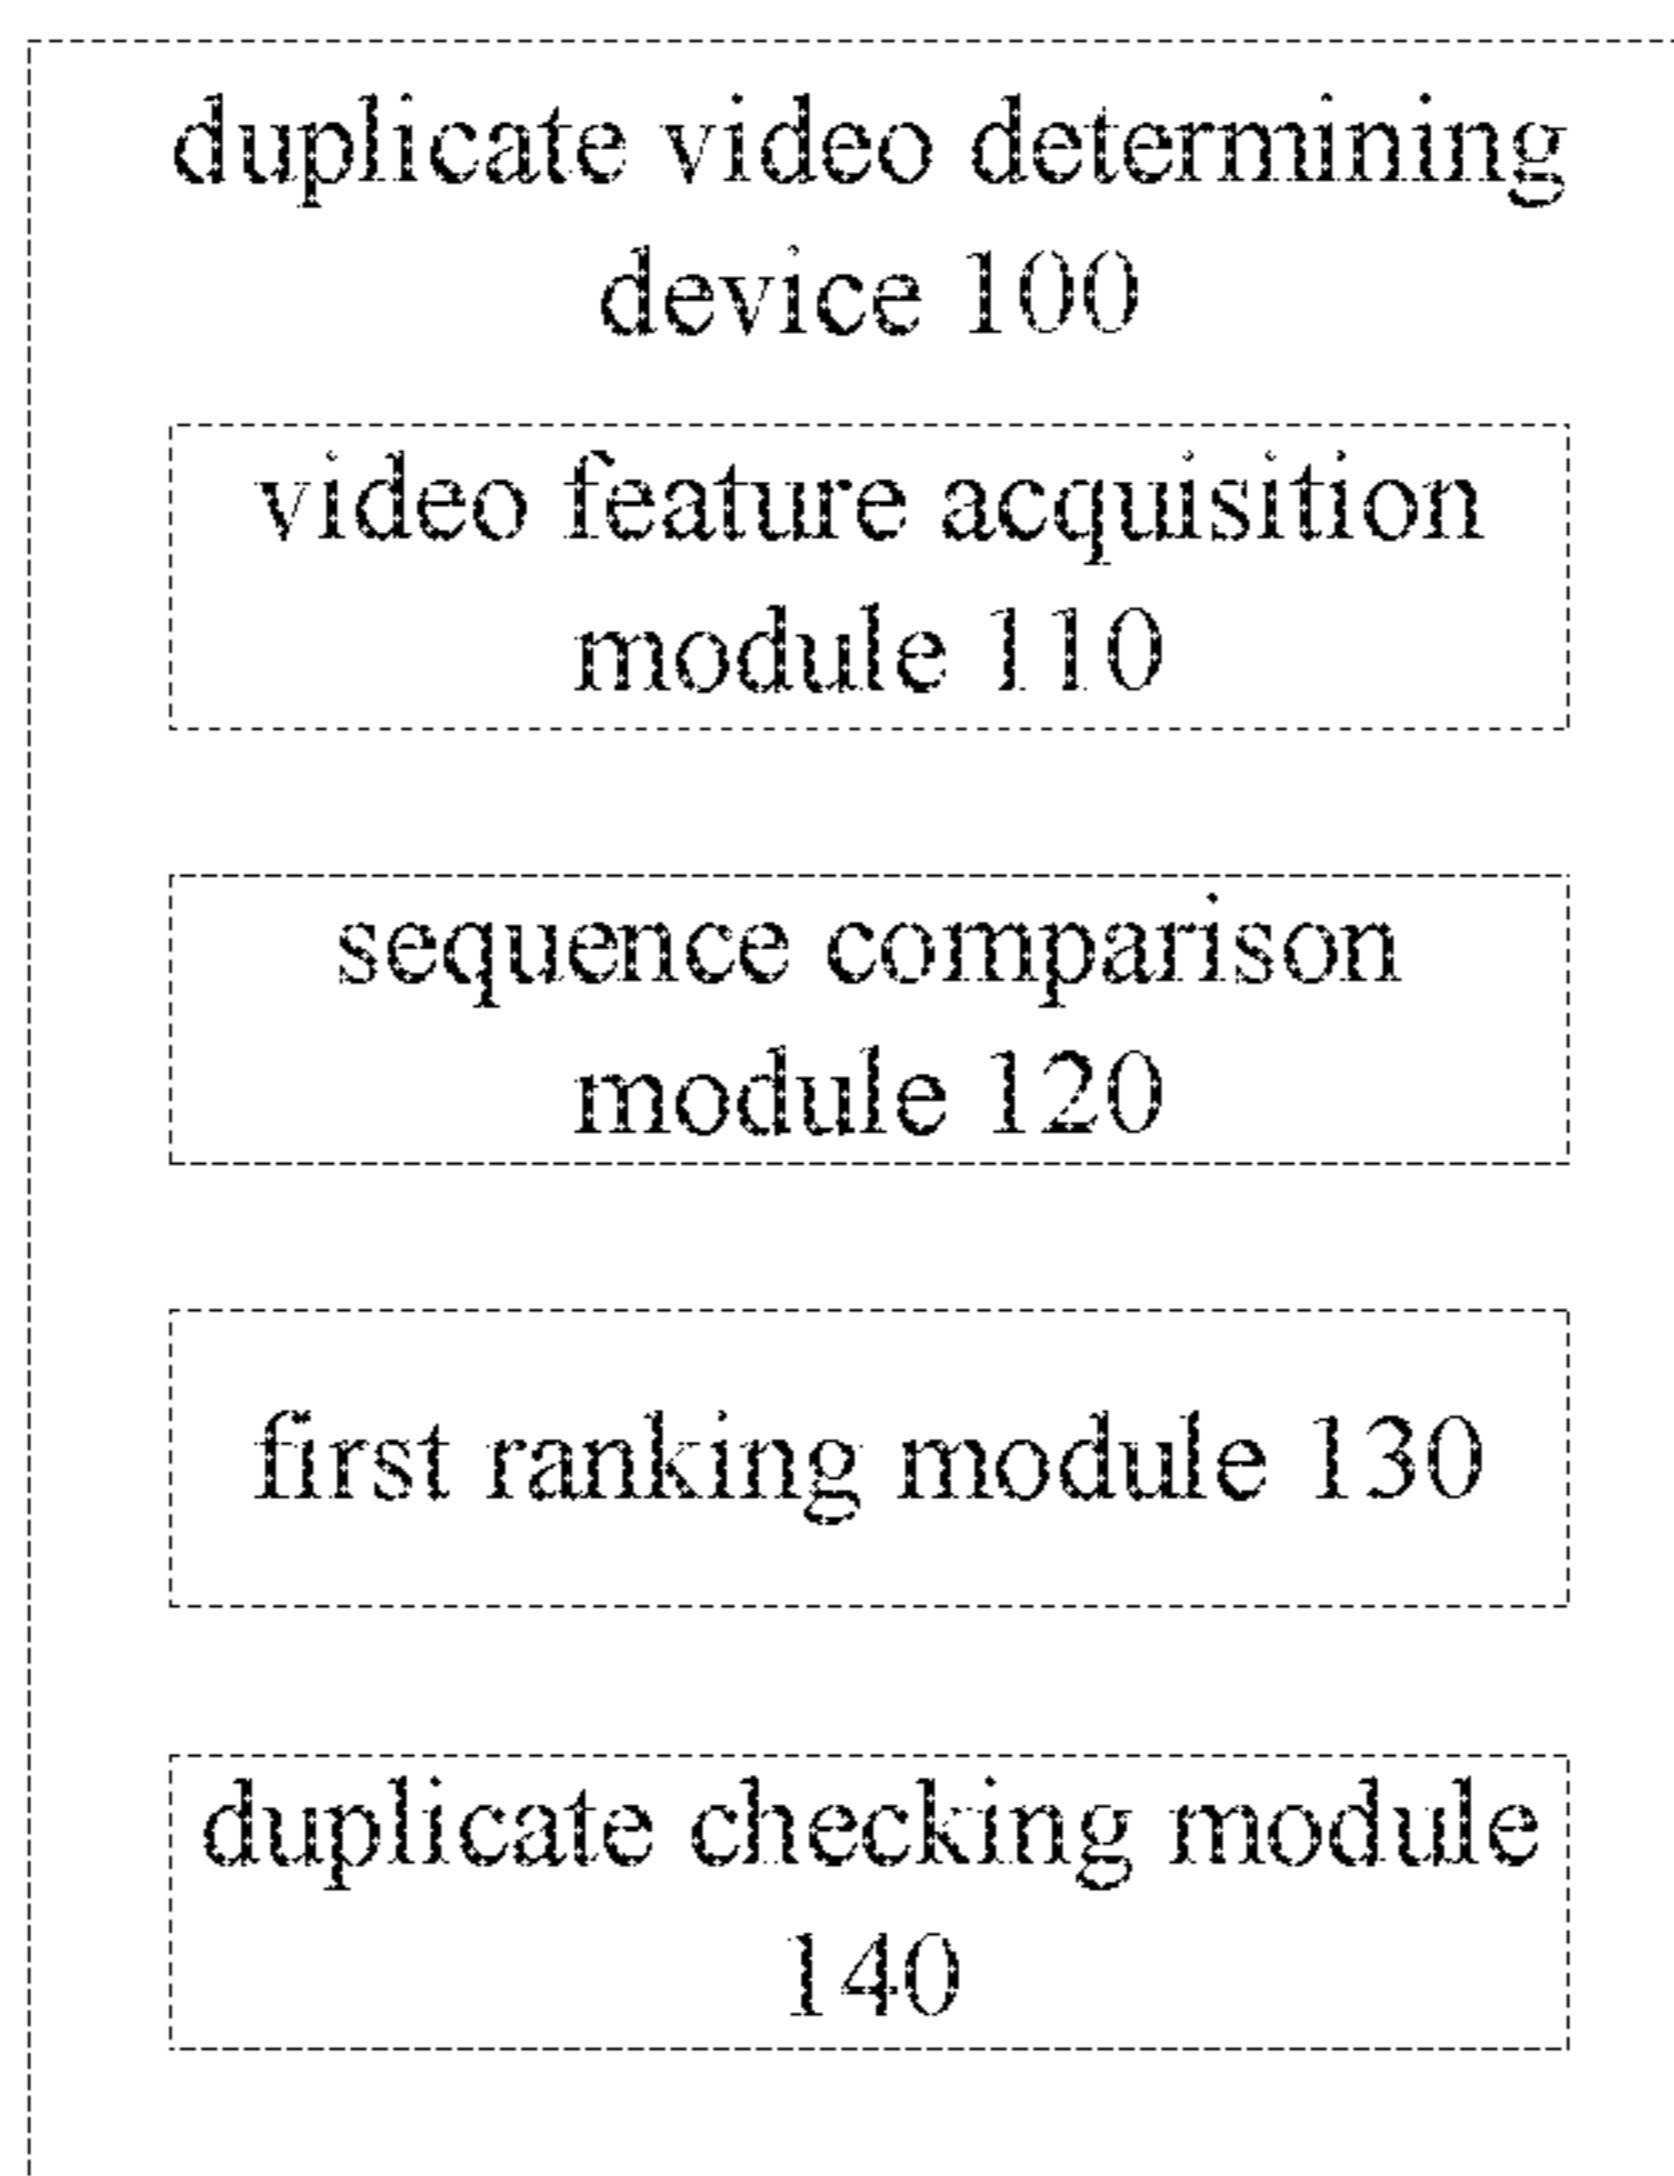 duplicate video determining
device 100
video feature acquisition
module 110
sequence comparison
module 120
first ranking module 130
duplicate checking module
140